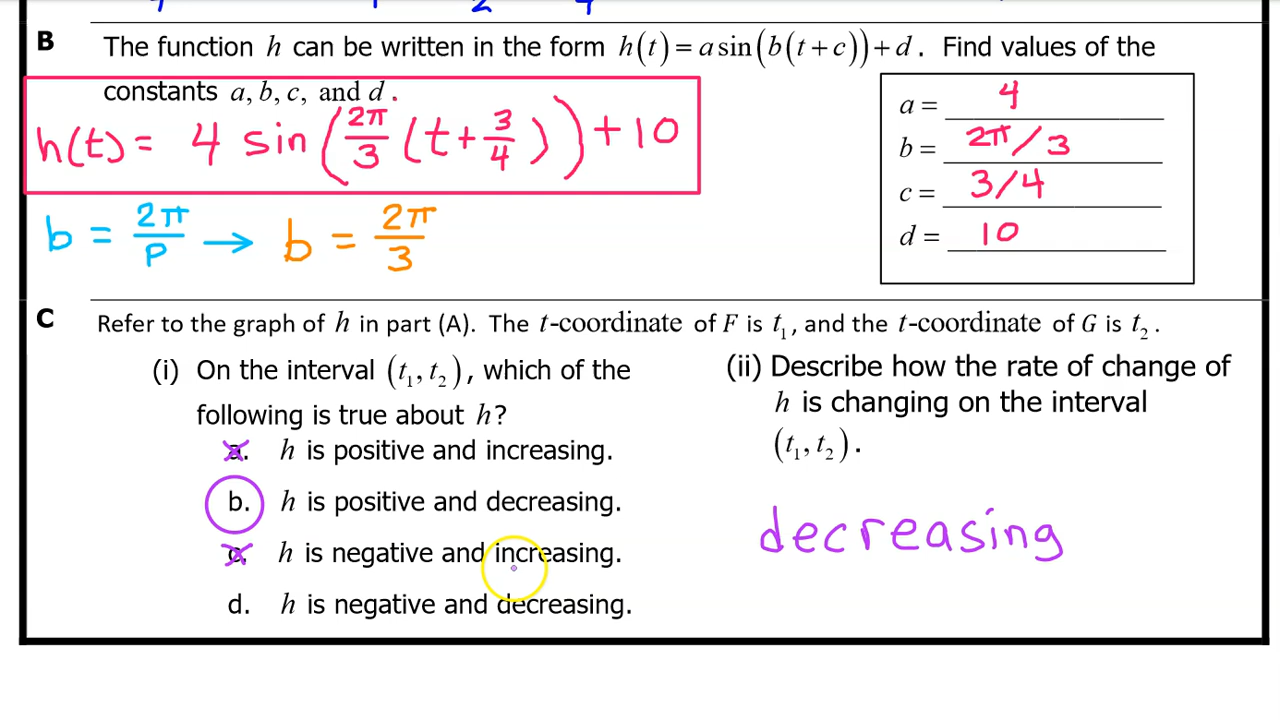 B The function h can be written in the form h(t) = a sin(b(t+c)) + d. Find values of the
constants a, b, c, and d.
h(t) = 4 sin(2π/3 (t + 3/4)) + 10
a = 4
b = 2π/3
c = 3/4
d = 10
b = 2π/P → b = 2π/3
C Refer to the graph of h in part (A). The t-coordinate of F is t₁, and the t-coordinate of G is t₂.
(i) On the interval (t₁, t₂), which of the
following is true about h?
a. h is positive and increasing.
b. h is positive and decreasing.
c. h is negative and increasing.
d. h is negative and decreasing.
(ii) Describe how the rate of change of
h is changing on the interval
(t₁, t₂).
decreasing